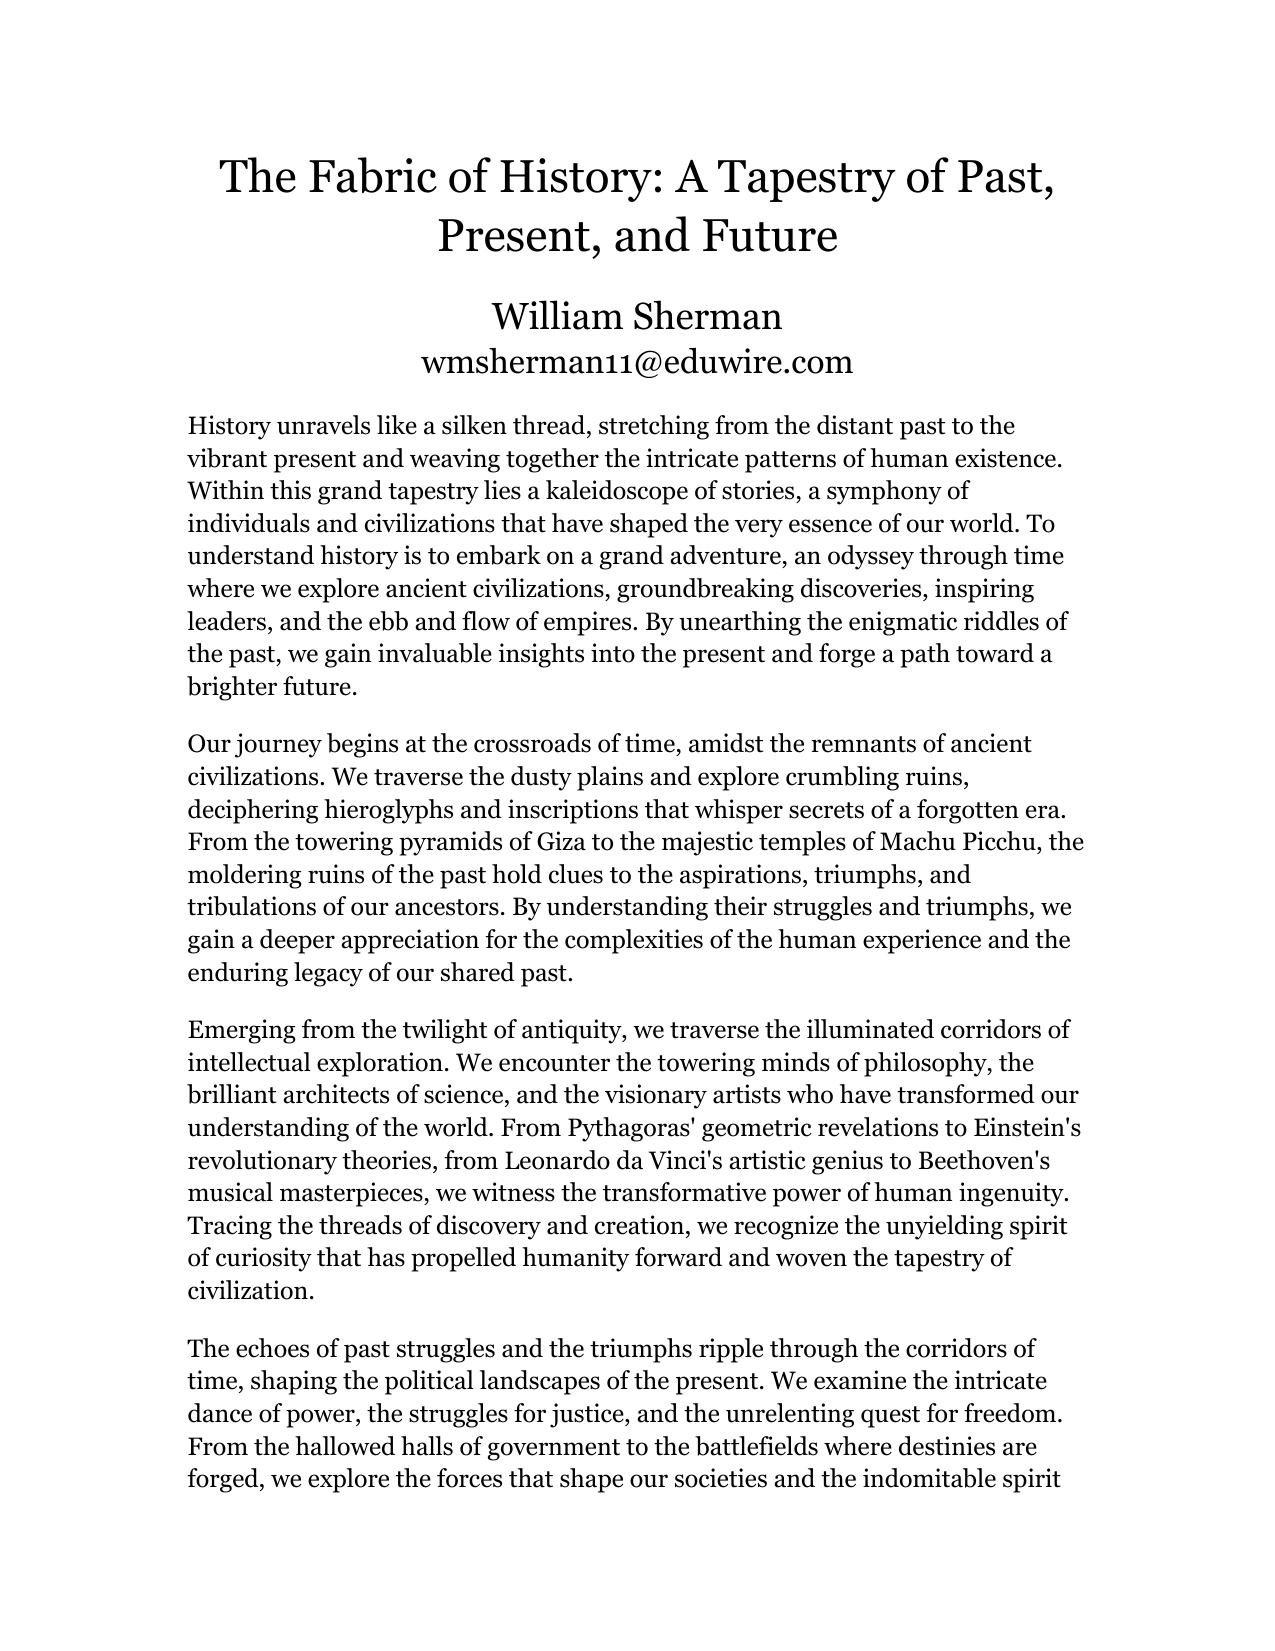 The Fabric of History: A Tapestry of Past,
Present, and Future
William Sherman
wmsherman11@eduwire.com
History unravels like a silken thread, stretching from the distant past to the
vibrant present and weaving together the intricate patterns of human existence.
Within this grand tapestry lies a kaleidoscope of stories, a symphony of
individuals and civilizations that have shaped the very essence of our world. To
understand history is to embark on a grand adventure, an odyssey through time
where we explore ancient civilizations, groundbreaking discoveries, inspiring
leaders, and the ebb and flow of empires. By unearthing the enigmatic riddles of
the past, we gain invaluable insights into the present and forge a path toward a
brighter future.
Our journey begins at the crossroads of time, amidst the remnants of ancient
civilizations. We traverse the dusty plains and explore crumbling ruins,
deciphering hieroglyphs and inscriptions that whisper secrets of a forgotten era.
From the towering pyramids of Giza to the majestic temples of Machu Picchu, the
moldering ruins of the past hold clues to the aspirations, triumphs, and
tribulations of our ancestors. By understanding their struggles and triumphs, we
gain a deeper appreciation for the complexities of the human experience and the
enduring legacy of our shared past.
Emerging from the twilight of antiquity, we traverse the illuminated corridors of
intellectual exploration. We encounter the towering minds of philosophy, the
brilliant architects of science, and the visionary artists who have transformed our
understanding of the world. From Pythagoras' geometric revelations to Einstein's
revolutionary theories, from Leonardo da Vinci's artistic genius to Beethoven's
musical masterpieces, we witness the transformative power of human ingenuity.
Tracing the threads of discovery and creation, we recognize the unyielding spirit
of curiosity that has propelled humanity forward and woven the tapestry of
civilization.
The echoes of past struggles and the triumphs ripple through the corridors of
time, shaping the political landscapes of the present. We examine the intricate
dance of power, the struggles for justice, and the unrelenting quest for freedom.
From the hallowed halls of government to the battlefields where destinies are
forged, we explore the forces that shape our societies and the indomitable spirit